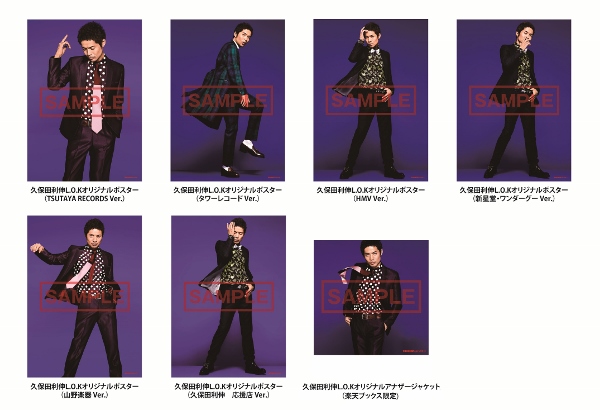 SAMPLE
SAMPLE
SAMPLE
SAMPLE
久保田利伸L.O.Kオリジナルポスター
(TSUTAYA RECORDS Ver.)
久保田利伸L.O.Kオリジナルポスター
(タワーレコード Ver.)
久保田利伸L.O.Kオリジナルポスター
(HMV Ver.)
久保田利伸L.O.Kオリジナルポスター
(新星堂・ワンダーグー Ver.)
SAMPLE
SAMPLE
SAMPLE
久保田利伸L.O.Kオリジナルポスター
(山野楽器 Ver.)
久保田利伸L.O.Kオリジナルポスター
(久保田利伸 応援店 Ver.)
久保田利伸L.O.Kオリジナルアナザージャケット
(楽天ブックス限定)